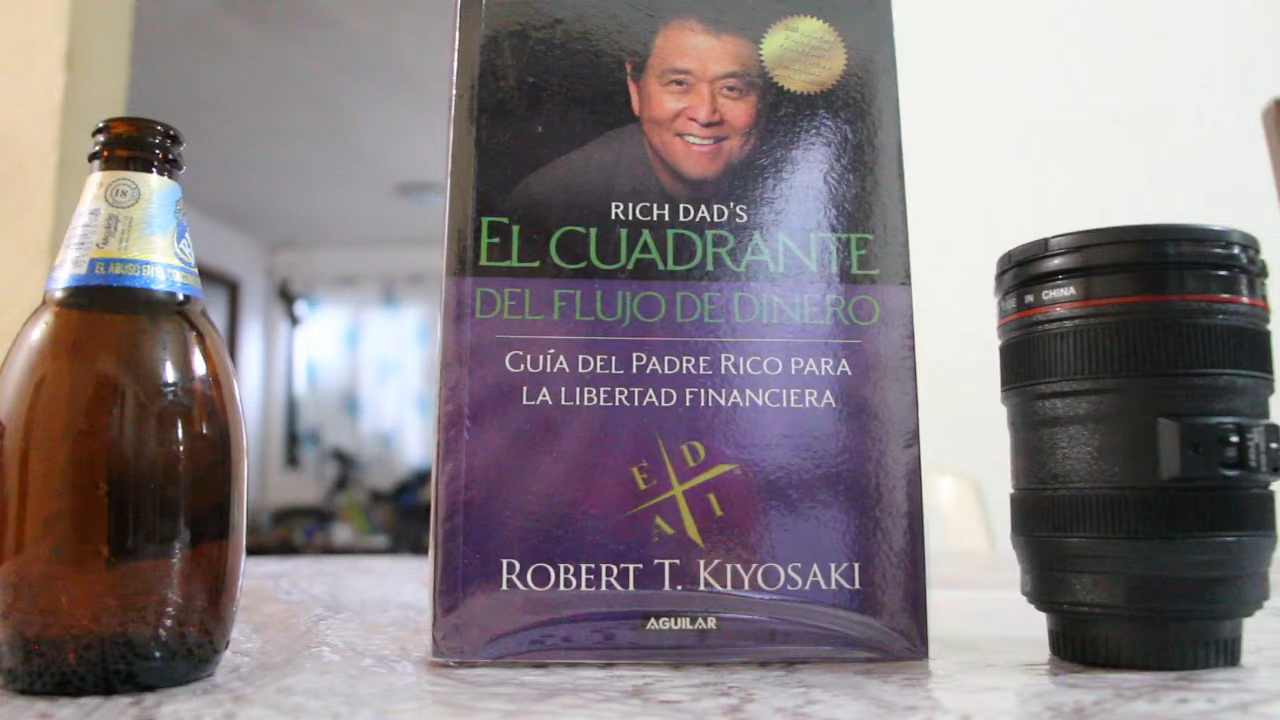 18
EL ABUSO EN EL
RICH DAD'S
EL CUADRANTE
DEL FLUJO DE DINERO
GUÍA DEL PADRE RICO PARA
LA LIBERTAD FINANCIERA
E D
A I
ROBERT T. KIYOSAKI
AGUILAR
IN CHINA